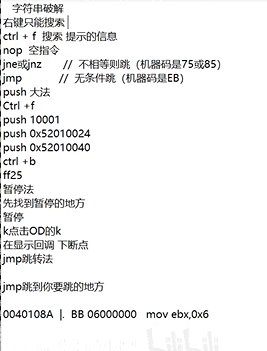 字符串破解
右键只能搜索
ctrl + f  搜索 提示的信息
nop  空指令
jne或jnz      //  不相等则跳（机器码是75或85）
jmp           //  无条件跳（机器码是EB）
push 大法
Ctrl +f
push 10001
push 0x52010024
push 0x52010040
ctrl +b
ff25
暂停法
先找到暂停的地方
暂停
k点击OD的k
在显示回调 下断点
jmp跳转法
jmp跳到你要跳的地方
0040108A  |.  BB 06000000   mov ebx,0x6
bilibili